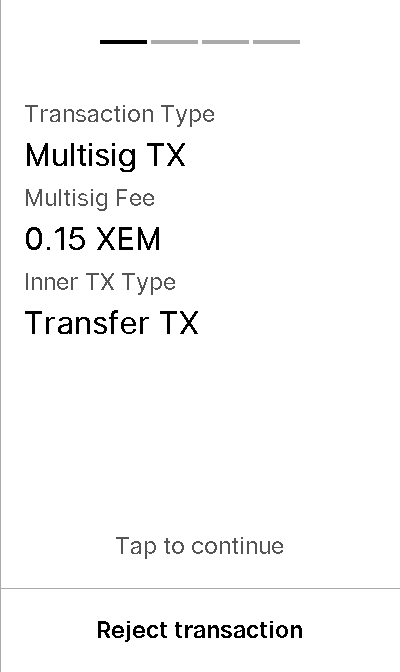 Transaction Type
Multisig TX
Multisig Fee
0.15 XEM
Inner TX Type
Transfer TX
Tap to continue
Reject transaction